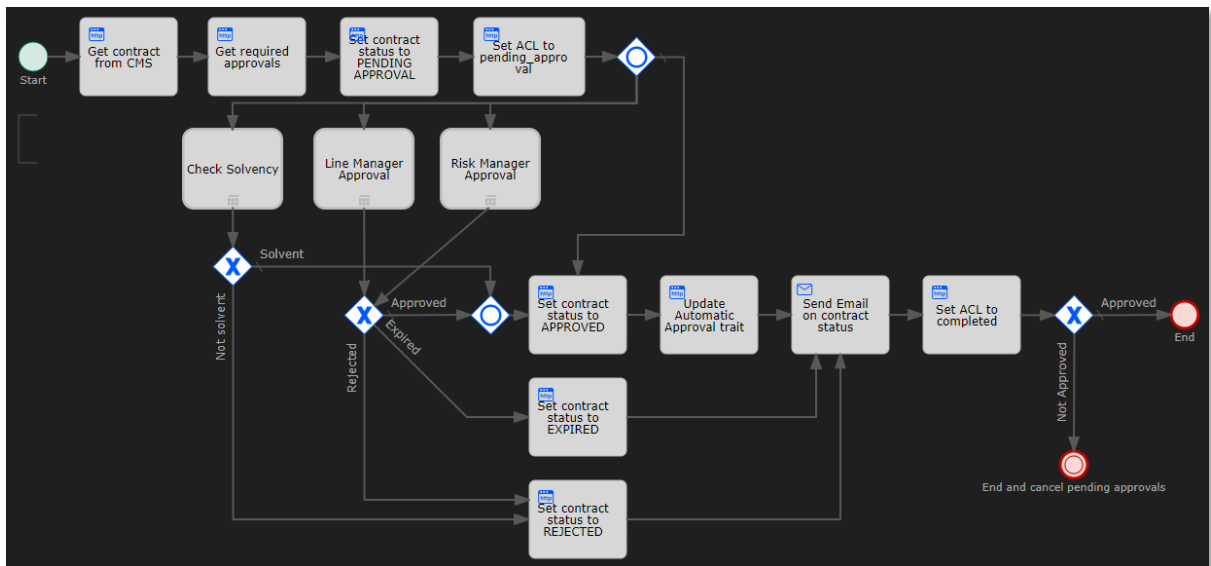 Get contract
from CMS
Get required
approvals
Set contract
status to
PENDING
APPROVAL
Set ACL to
pending_appro
val
Start
Check Solvency
Line Manager
Approval
Risk Manager
Approval
Solvent
Not solvent
Approved
Expired
Rejected
Set contract
status to
APPROVED
Update
Automatic
Approval trait
Send Email
on contract
status
Set ACL to
completed
Approved
End
Not Approved
Set contract
status to
EXPIRED
End and cancel pending approvals
Set contract
status to
REJECTED